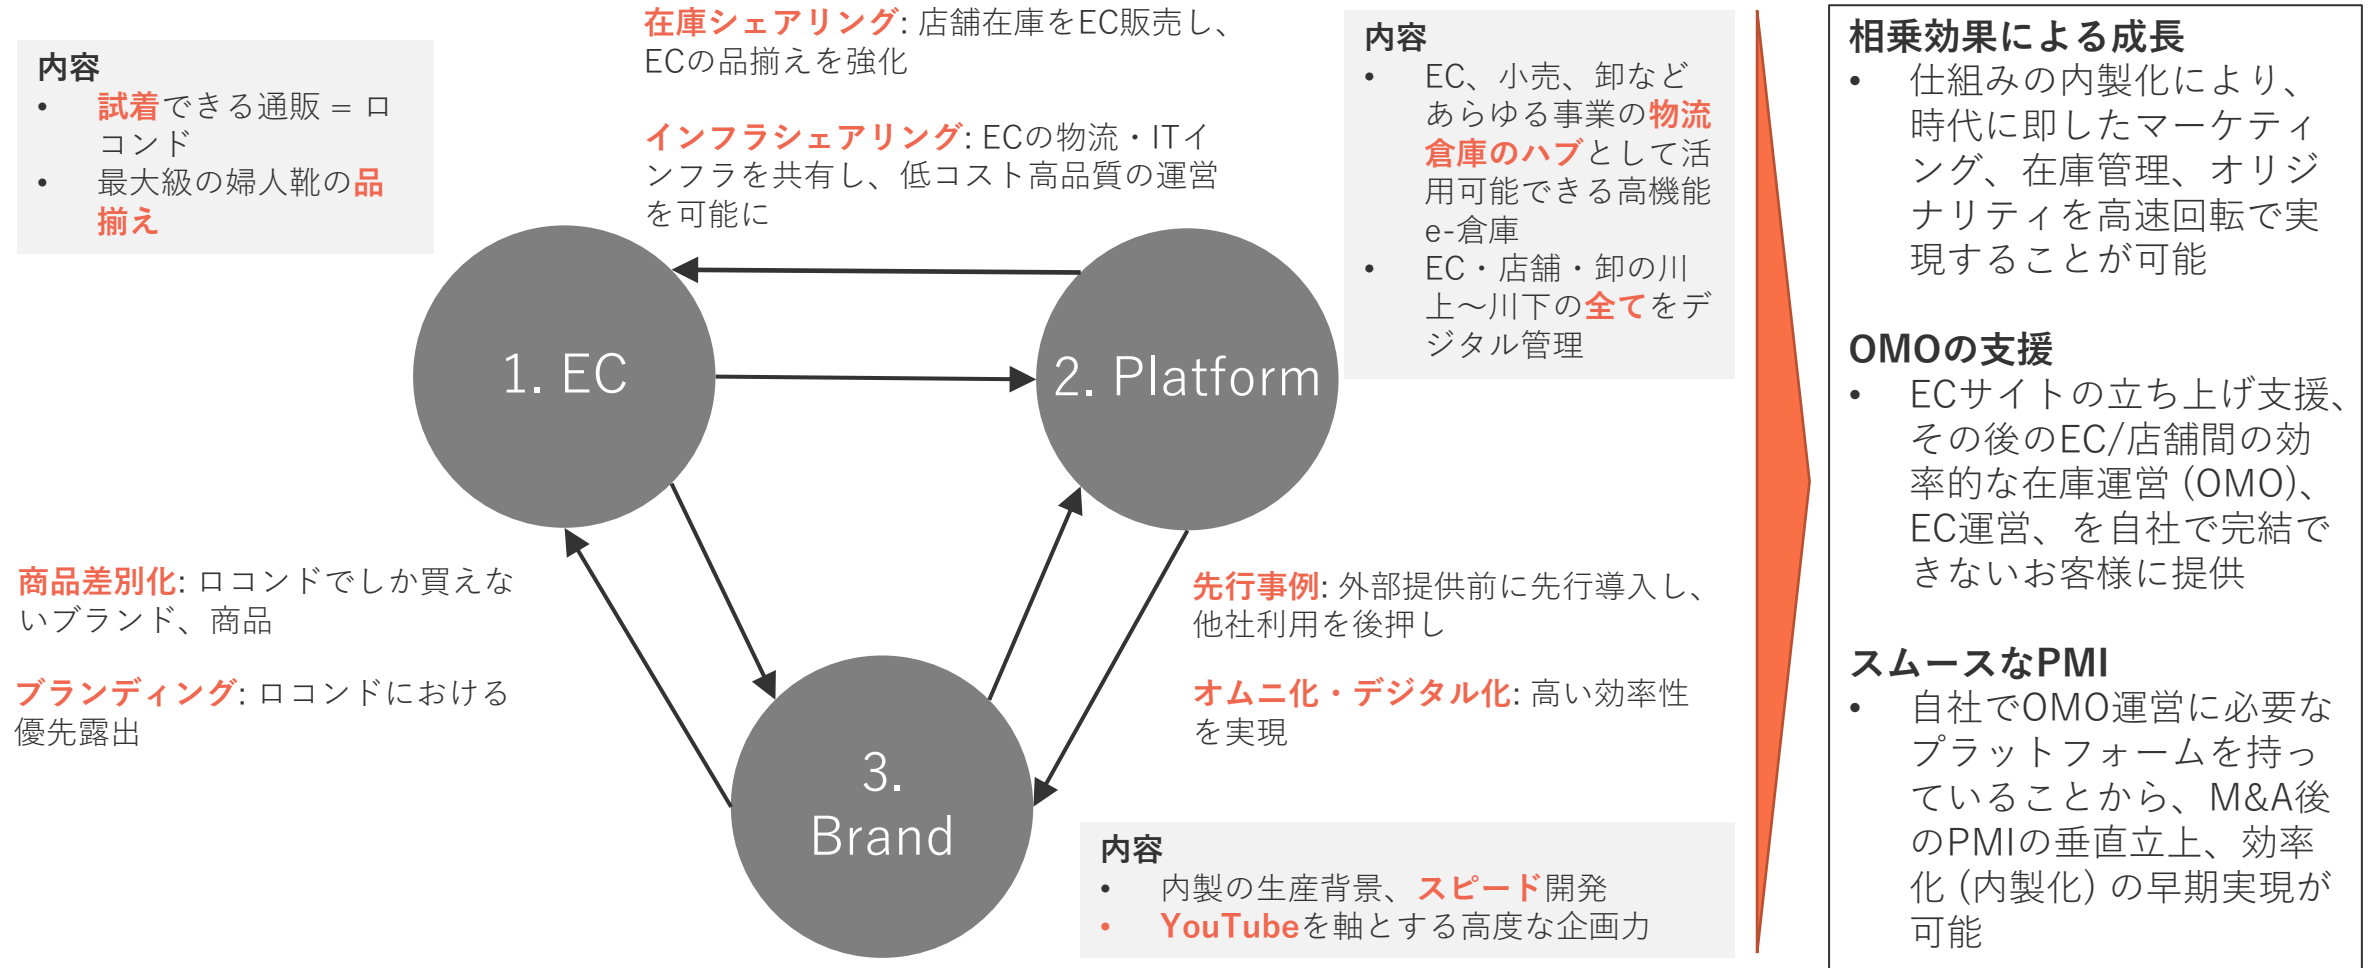 内容
• 試着できる通販 = ロ
コンド
• 最大級の婦人靴の品
揃え
在庫シェアリング: 店舗在庫をEC販売し、
ECの品揃えを強化
インフラシェアリング: ECの物流・ITイ
ンフラを共有し、低コスト高品質の運営
を可能に
内容
• EC、小売、卸など
あらゆる事業の物流
倉庫のハブとして活
用可能できる高機能
e-倉庫
• EC・店舗・卸の川
上～川下の全てをデ
ジタル管理
1. EC
2. Platform
商品差別化: ロコンドでしか買えな
いブランド、商品
ブランディング: ロコンドにおける
優先露出
先行事例: 外部提供前に先行導入し、
他社利用を後押し
オムニ化・デジタル化: 高い効率性
を実現
3.
Brand
内容
• 内製の生産背景、スピード開発
• YouTubeを軸とする高度な企画力
相乗効果による成長
• 仕組みの内製化により、
時代に即したマーケティ
ング、在庫管理、オリジ
ナリティを高速回転で実
現することが可能
OMOの支援
• ECサイトの立ち上げ支援、
その後のEC/店舗間の効
率的な在庫運営 (OMO)、
EC運営、を自社で完結で
きないお客様に提供
スムースなPMI
• 自社でOMO運営に必要な
プラットフォームを持っ
ていることから、M&A後
のPMIの垂直立上、効率
化 (内製化) の早期実現が
可能